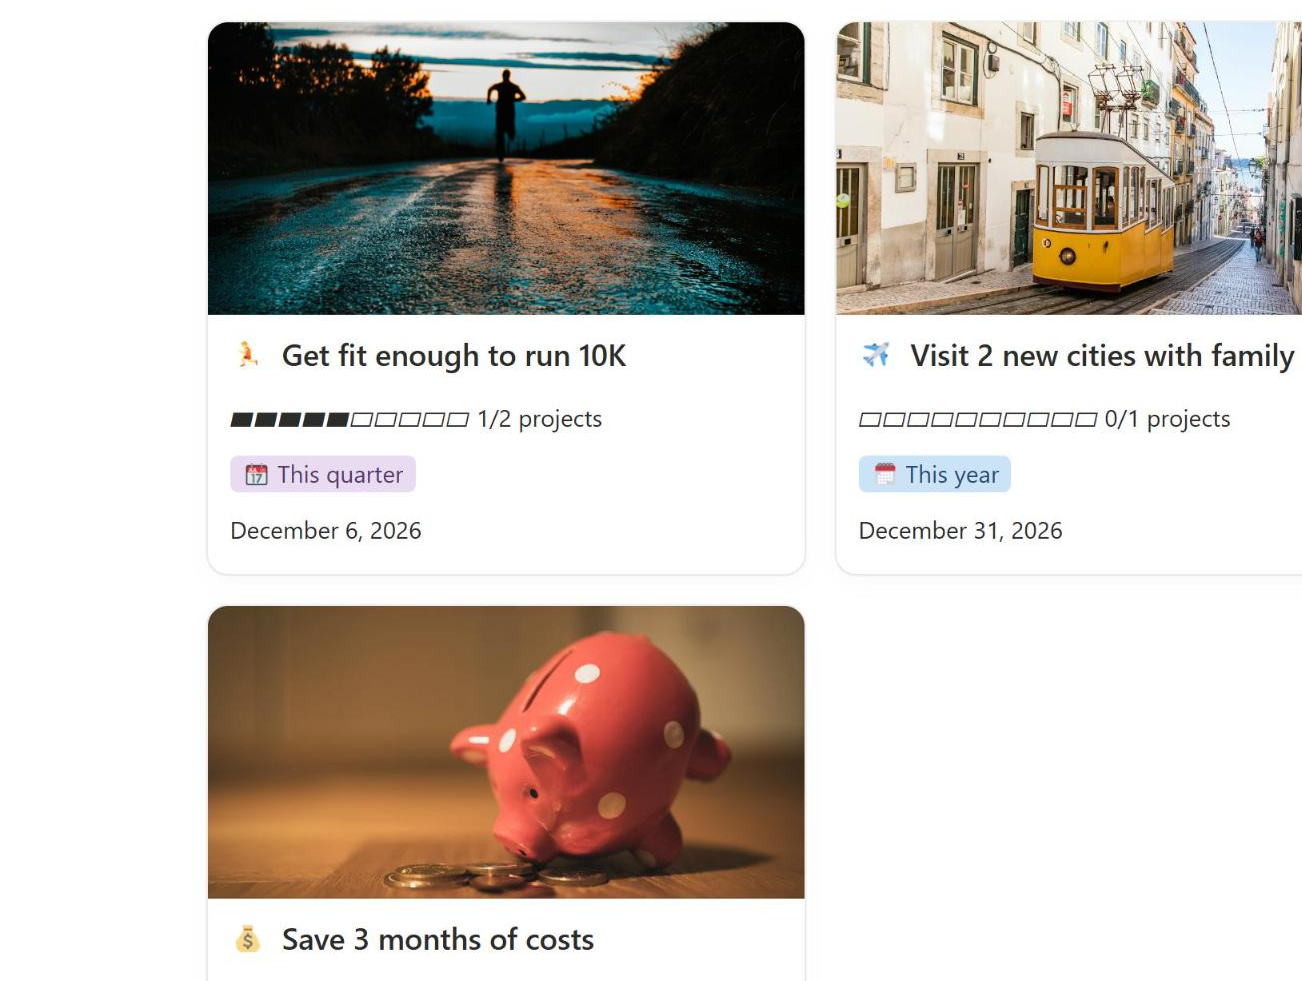 Get fit enough to run 10K
1/2 projects
This quarter
December 6, 2026
Visit 2 new cities with family
0/1 projects
This year
December 31, 2026
Save 3 months of costs